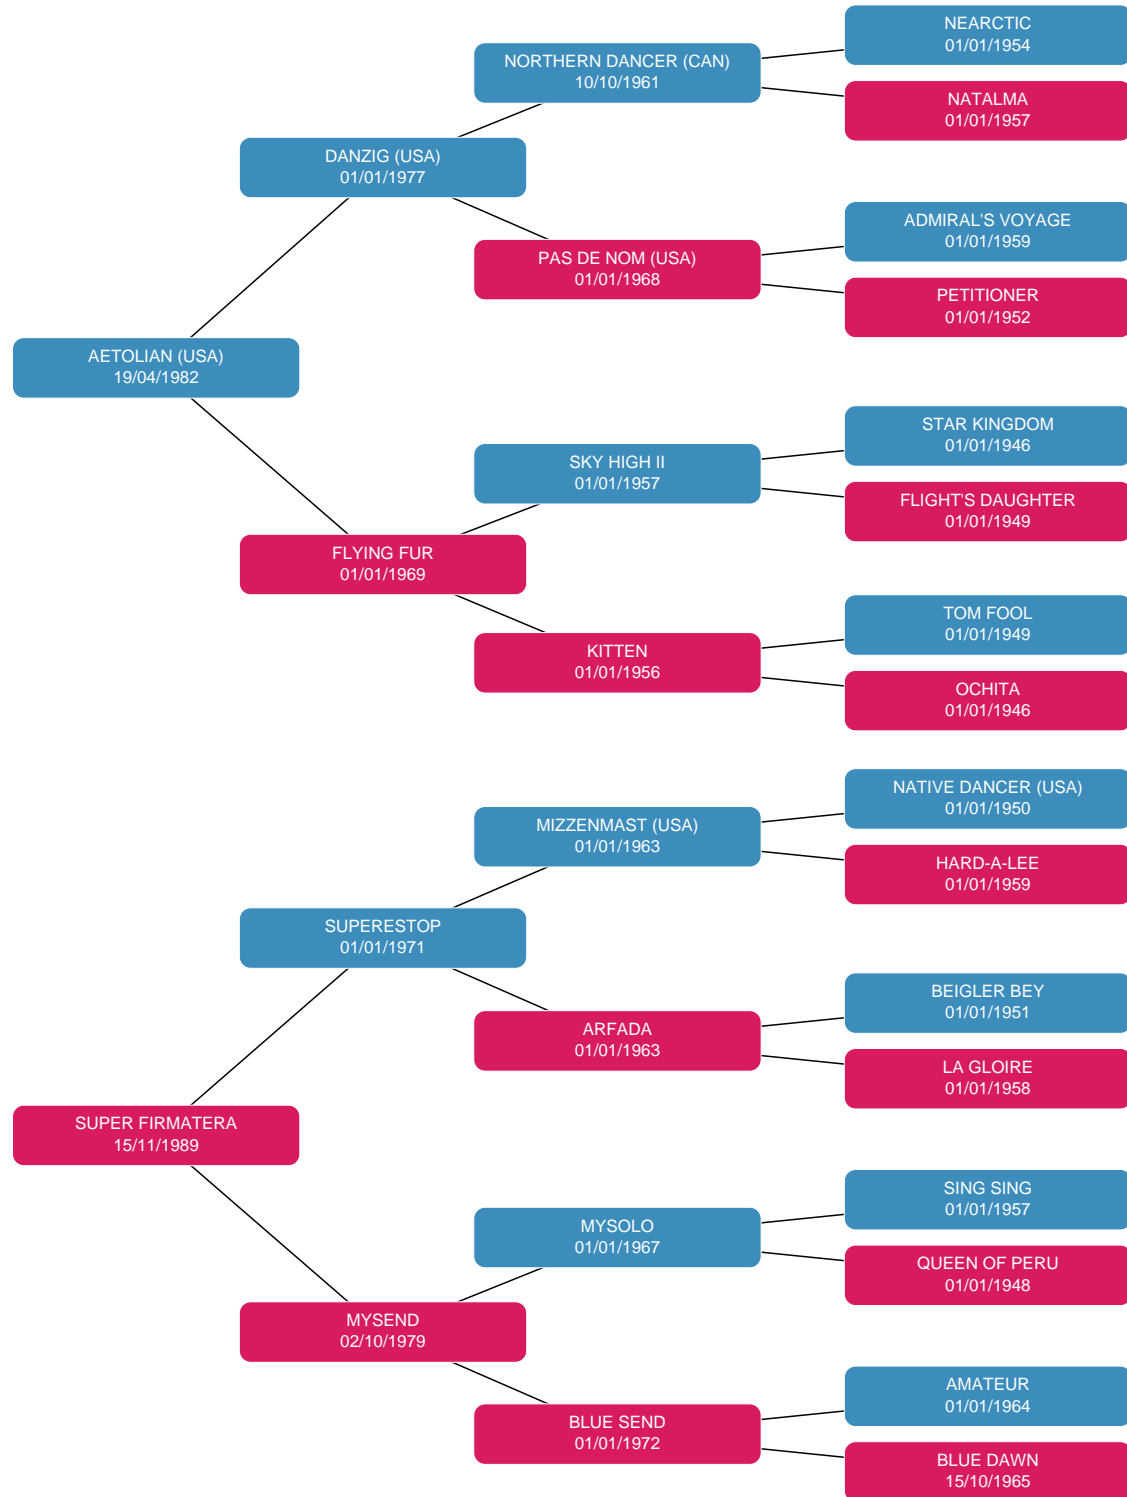 NEARCTIC
01/01/1954
NORTHERN DANCER (CAN)
10/10/1961
NATALMA
01/01/1957
DANZIG (USA)
01/01/1977
ADMIRAL'S VOYAGE
01/01/1959
PAS DE NOM (USA)
01/01/1968
PETITIONER
01/01/1952
AETOLIAN (USA)
19/04/1982
STAR KINGDOM
01/01/1946
SKY HIGH II
01/01/1957
FLIGHT'S DAUGHTER
01/01/1949
FLYING FUR
01/01/1969
TOM FOOL
01/01/1949
KITTEN
01/01/1956
OCHITA
01/01/1946
NATIVE DANCER (USA)
01/01/1950
MIZZENMAST (USA)
01/01/1963
HARD-A-LEE
01/01/1959
SUPERESTOP
01/01/1971
BEIGLER BEY
01/01/1951
ARFADA
01/01/1963
LA GLOIRE
01/01/1958
SUPER FIRMATERA
15/11/1989
SING SING
01/01/1957
MYSOLO
01/01/1967
QUEEN OF PERU
01/01/1948
MYSEND
02/10/1979
AMATEUR
01/01/1964
BLUE SEND
01/01/1972
BLUE DAWN
15/10/1965